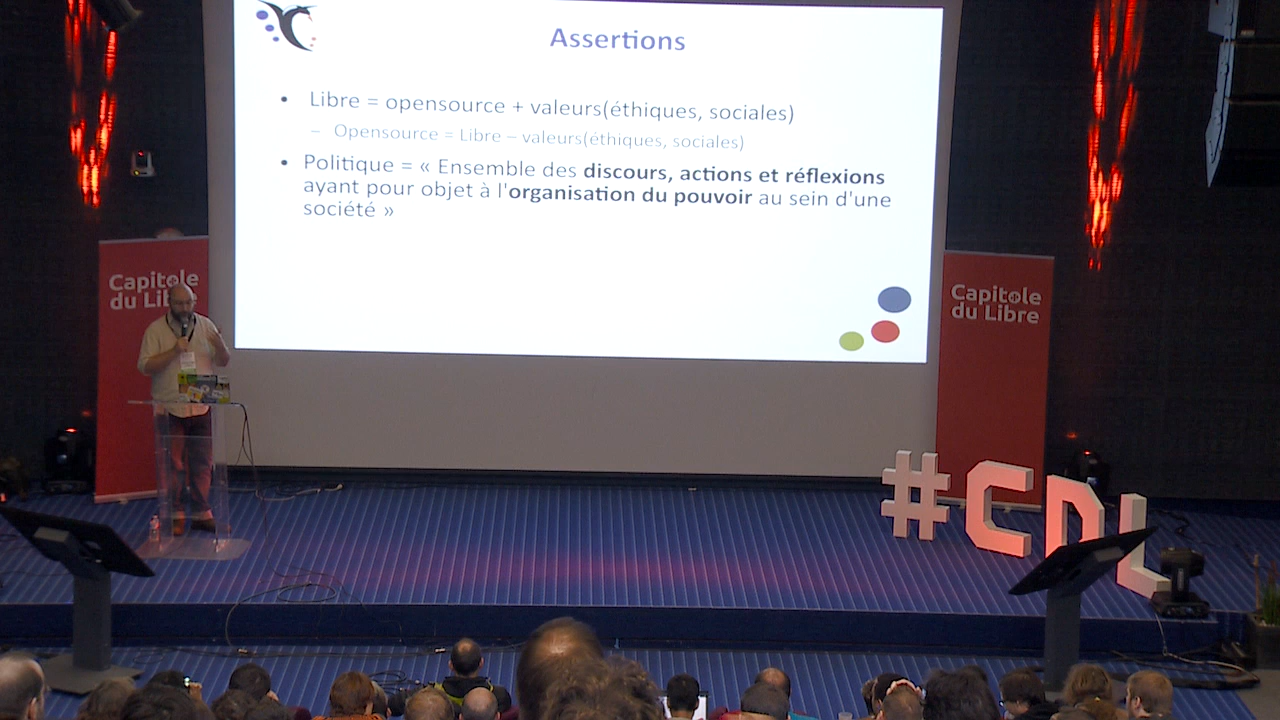 Assertions
• Libre = opensource + valeurs(éthiques, sociales)
– Opensource = Libre – valeurs(éthiques, sociales)
• Politique = « Ensemble des discours, actions et réflexions
ayant pour objet à l'organisation du pouvoir au sein d'une
société »
Capitole
du Libre
Capitole
du Libre
#CDL